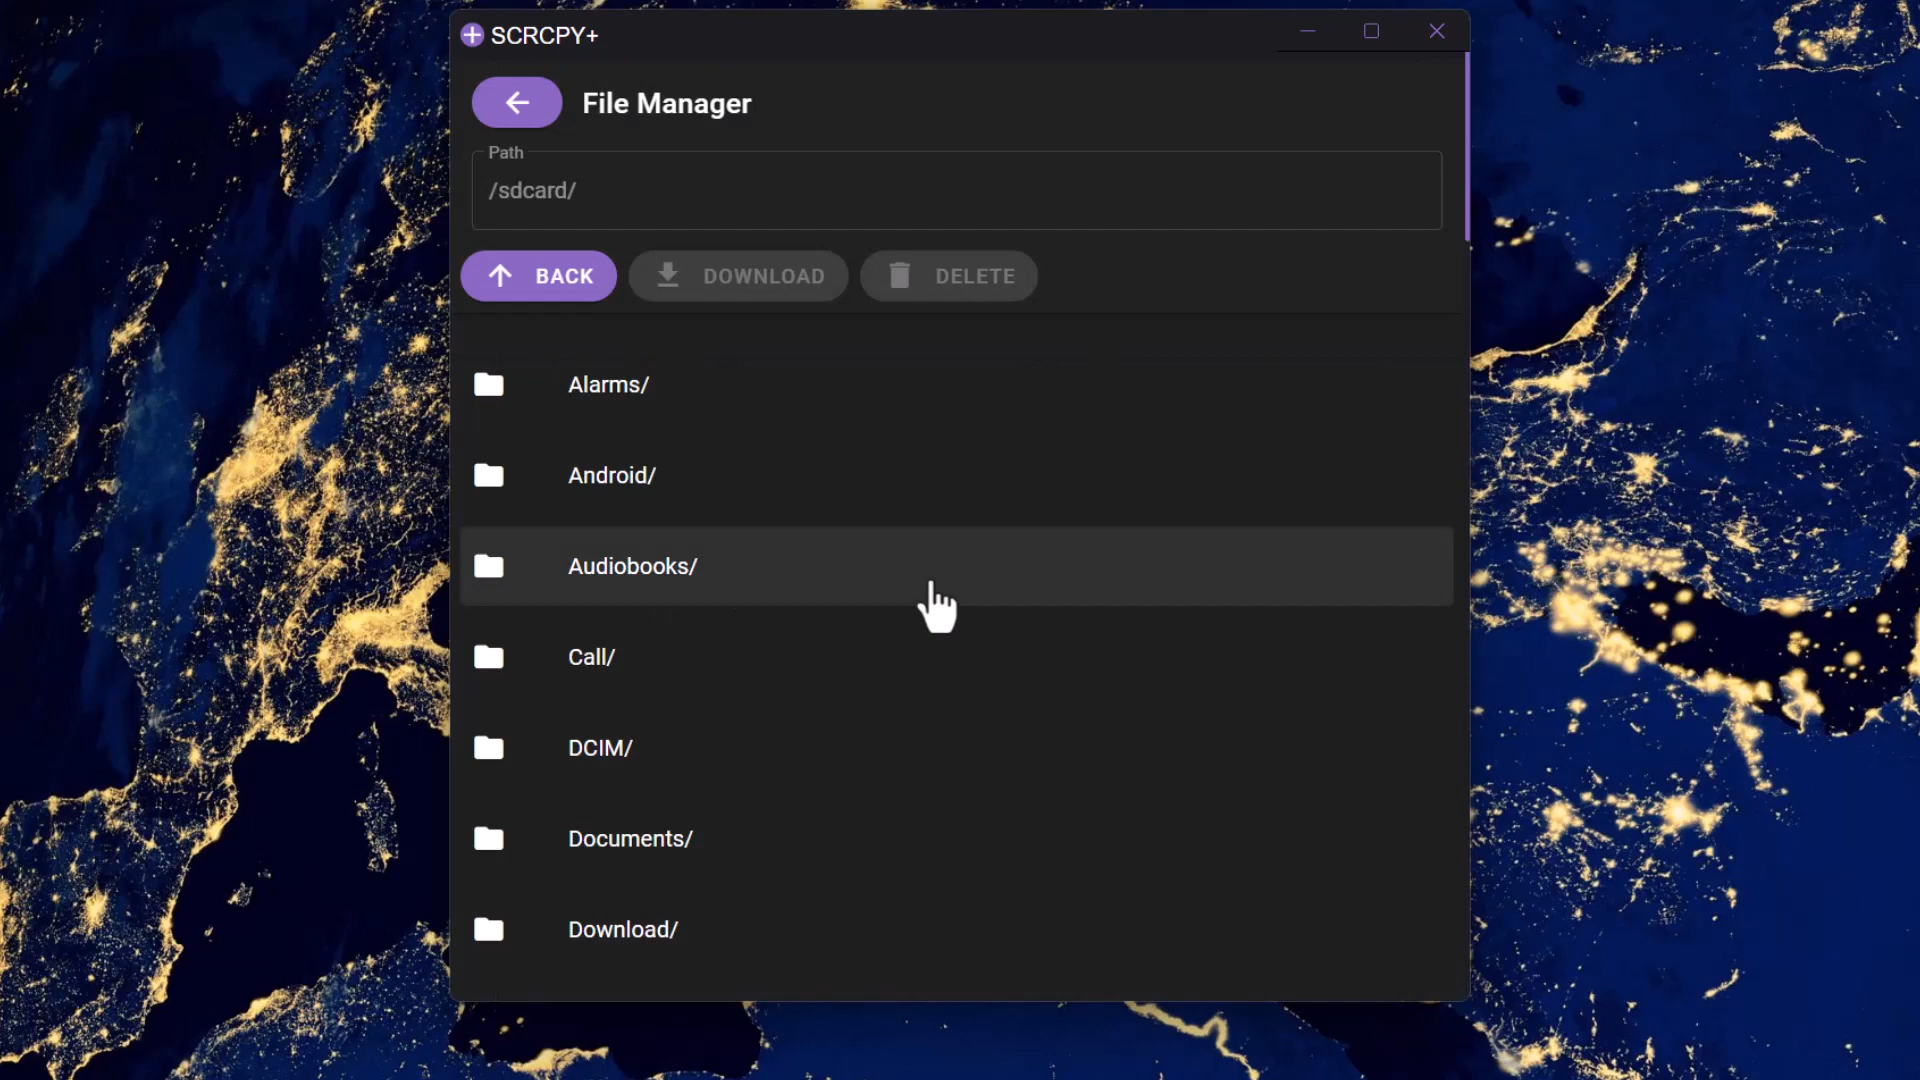 SCRCPY+
File Manager
Path
/sdcard/
BACK
DOWNLOAD
DELETE
Alarms/
Android/
Audiobooks/
Call/
DCIM/
Documents/
Download/